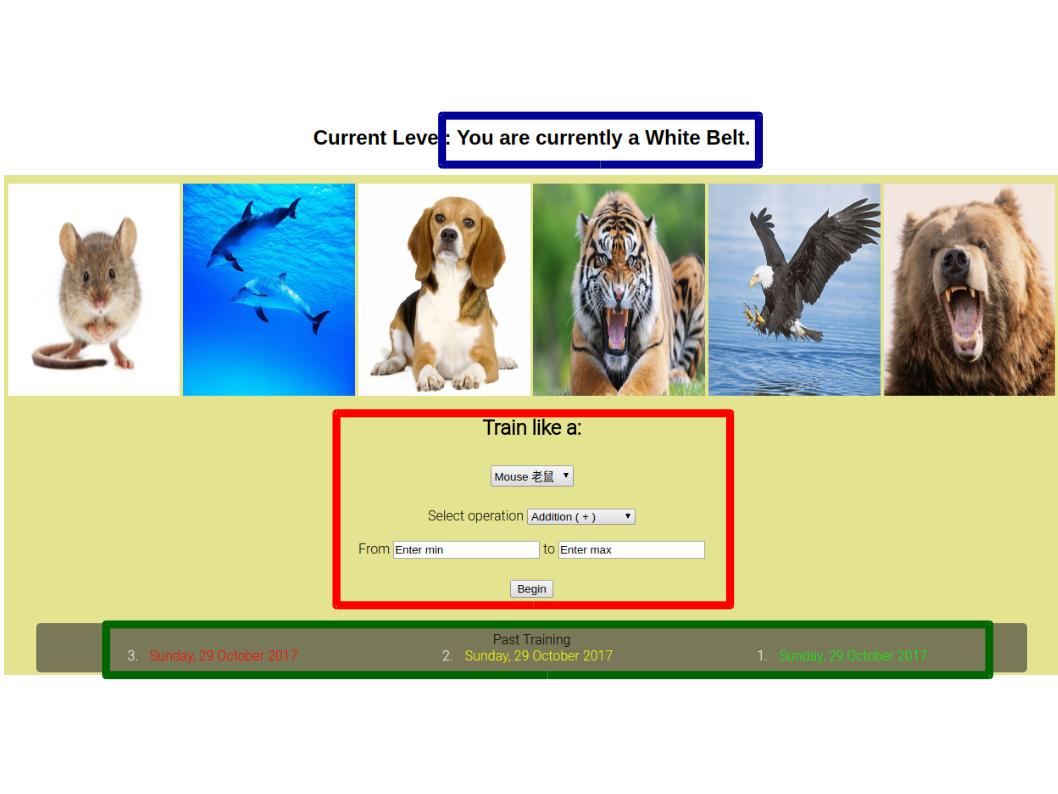 Current Level: You are currently a White Belt.
Train like a:
Mouse 老鼠
Select operation Addition ( + )
From Enter min to Enter max
Begin
Past Training
3. Sunday, 29 October 2017 2. Sunday, 29 October 2017 1. Sunday, 29 October 2017